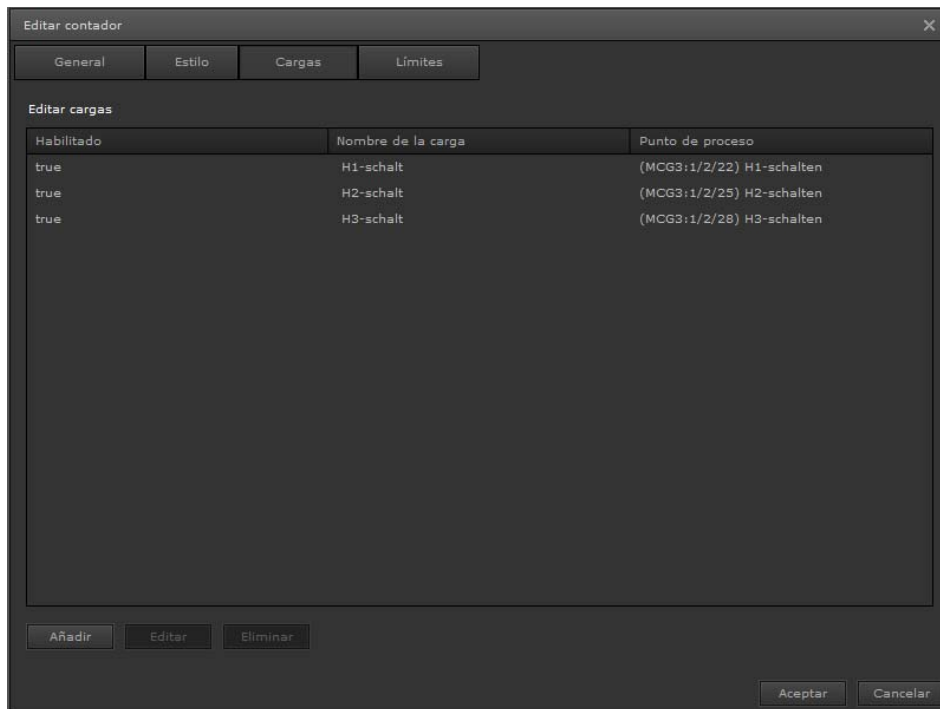 Editar contador
General Estilo Cargas Límites
Editar cargas
Habilitado Nombre de la carga Punto de proceso
true H1-schalt (MCG3:1/2/22) H1-schalten
true H2-schalt (MCG3:1/2/25) H2-schalten
true H3-schalt (MCG3:1/2/28) H3-schalten
Añadir Editar Eliminar
Aceptar Cancelar